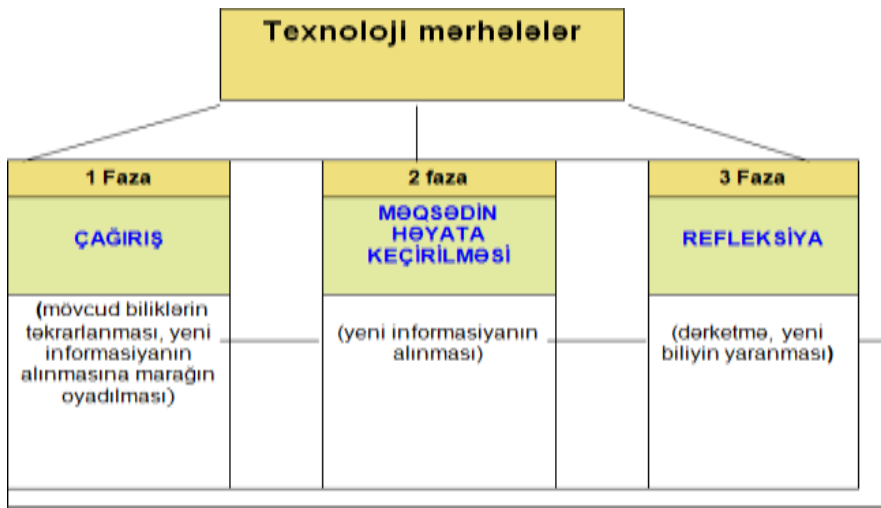 Texnoloji mərhələlər
1 Faza
ÇAĞIRIŞ
(mövcud biliklərin
təkrarlanması, yeni
informasiyanın
alınmasına marağın
oyadılması)
2 faza
MƏQSƏDİN
HƏYATA
KEÇİRİLMƏSİ
(yeni informasiyanın
alınması)
3 Faza
REFLEKSİYA
(dərketmə, yeni
biliyin yaranması)